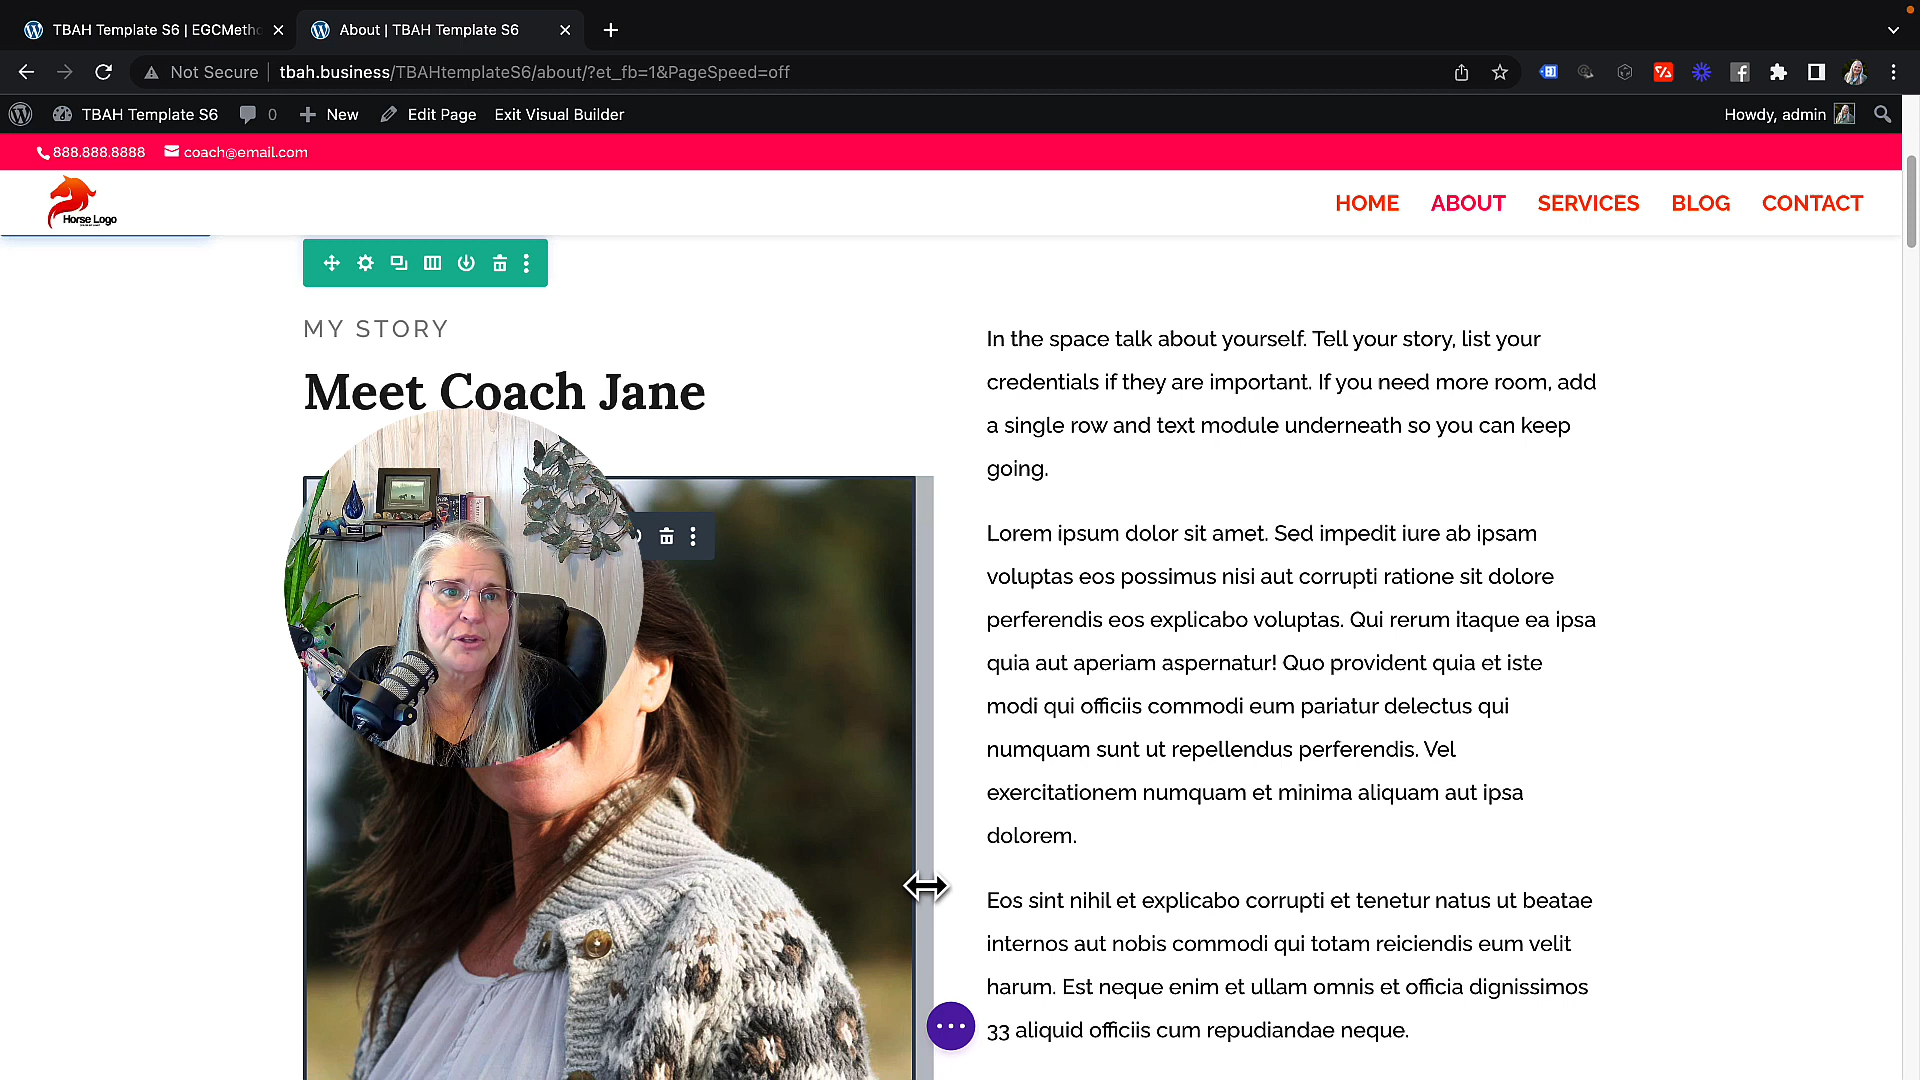 TBAH Template S6 | EGCMetho
About | TBAH Template S6
Not Secure
tbah.business/TBAHtemplateS6/about/?et_fb=1&PageSpeed=off
TBAH Template S6
0
New
Edit Page
Exit Visual Builder
Howdy, admin
888.888.8888
coach@email.com
Horse Logo
HOME
ABOUT
SERVICES
BLOG
CONTACT
MY STORY
Meet Coach Jane
In the space talk about yourself. Tell your story, list your
credentials if they are important. If you need more room, add
a single row and text module underneath so you can keep
going.
Lorem ipsum dolor sit amet. Sed impedit iure ab ipsam
voluptas eos possimus nisi aut corrupti ratione sit dolore
perferendis eos explicabo voluptas. Qui rerum itaque ea ipsa
quia aut aperiam aspernatur! Quo provident quia et iste
modi qui officiis commodi eum pariatur delectus qui
numquam sunt ut repellendus perferendis. Vel
exercitationem numquam et minima aliquam aut ipsa
dolorem.
Eos sint nihil et explicabo corrupti et tenetur natus ut beatae
internos aut nobis commodi qui totam reiciendis eum velit
harum. Est neque enim et ullam omnis et officia dignissimos
33 aliquid officiis cum repudiandae neque.